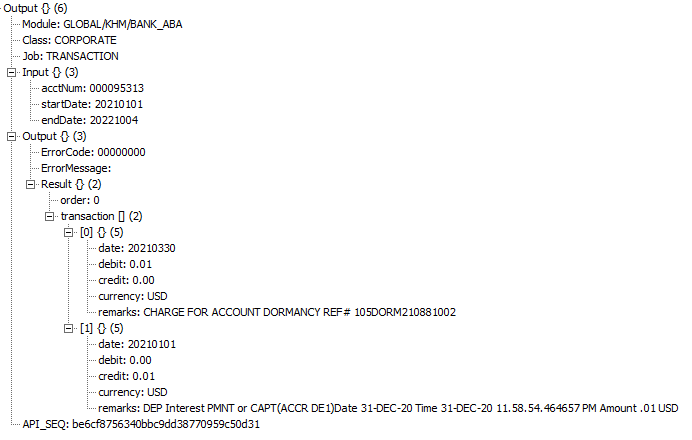 Output {} (6)
Module: GLOBAL/KHM/BANK_ABA
Class: CORPORATE
Job: TRANSACTION
Input {} (3)
acctNum: 000095313
startDate: 20210101
endDate: 20221004
Output {} (3)
ErrorCode: 00000000
ErrorMessage:
Result {} (2)
order: 0
transaction [] (2)
[0] {} (5)
date: 20210330
debit: 0.01
credit: 0.00
currency: USD
remarks: CHARGE FOR ACCOUNT DORMANCY REF# 105DORM210881002
[1] {} (5)
date: 20210101
debit: 0.00
credit: 0.01
currency: USD
remarks: DEP Interest PMNT or CAPT(ACCR DE1)Date 31-DEC-20 Time 31-DEC-20 11.58.54.464657 PM Amount .01 USD
API_SEQ: be6cf8756340bbc9dd38770959c50d31